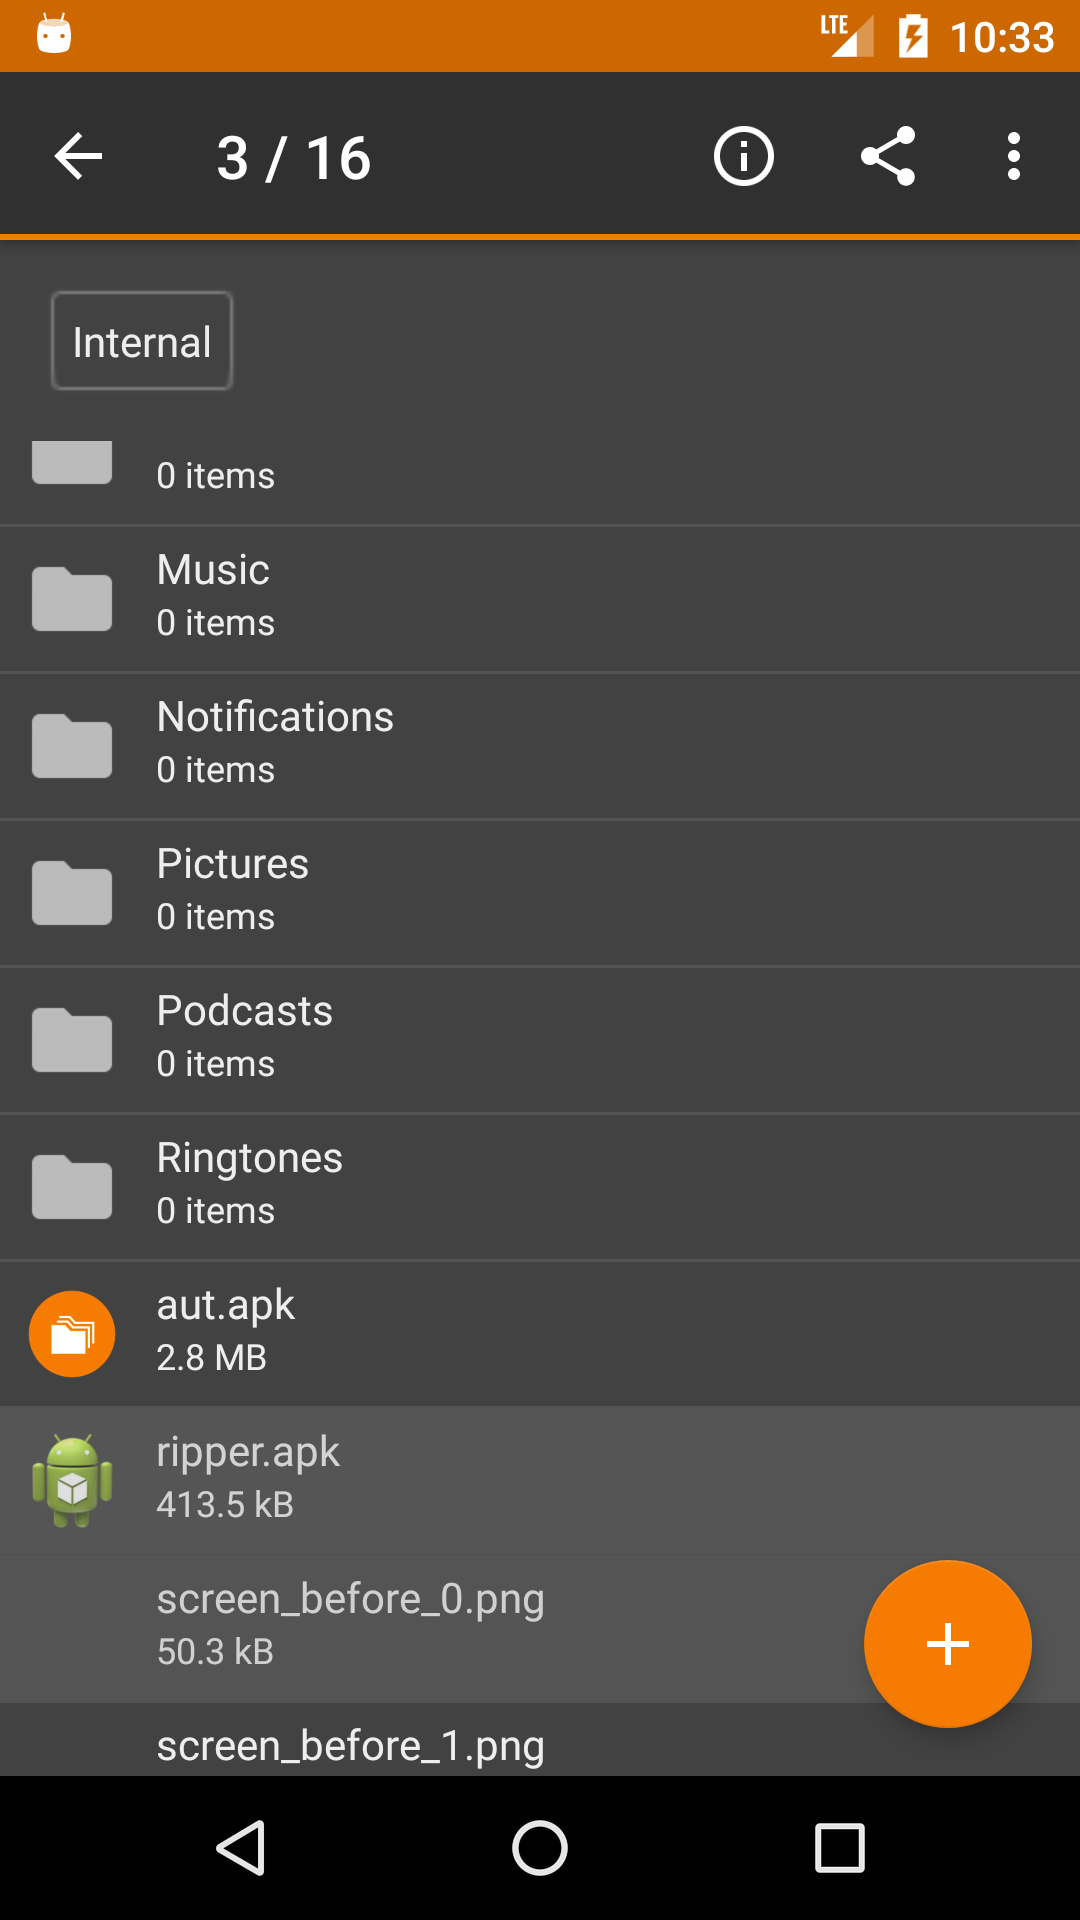 LTE 10:33
3 / 16
Internal
0 items
Music
0 items
Notifications
0 items
Pictures
0 items
Podcasts
0 items
Ringtones
0 items
aut.apk
2.8 MB
ripper.apk
413.5 kB
screen_before_0.png
50.3 kB
screen_before_1.png